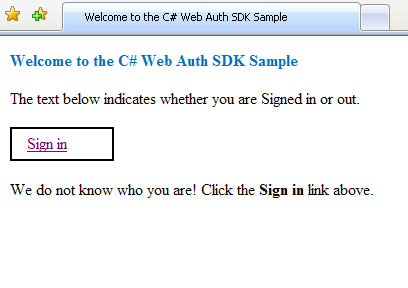 Welcome to the C# Web Auth SDK Sample
Welcome to the C# Web Auth SDK Sample
The text below indicates whether you are Signed in or out.
Sign in
We do not know who you are! Click the Sign in link above.